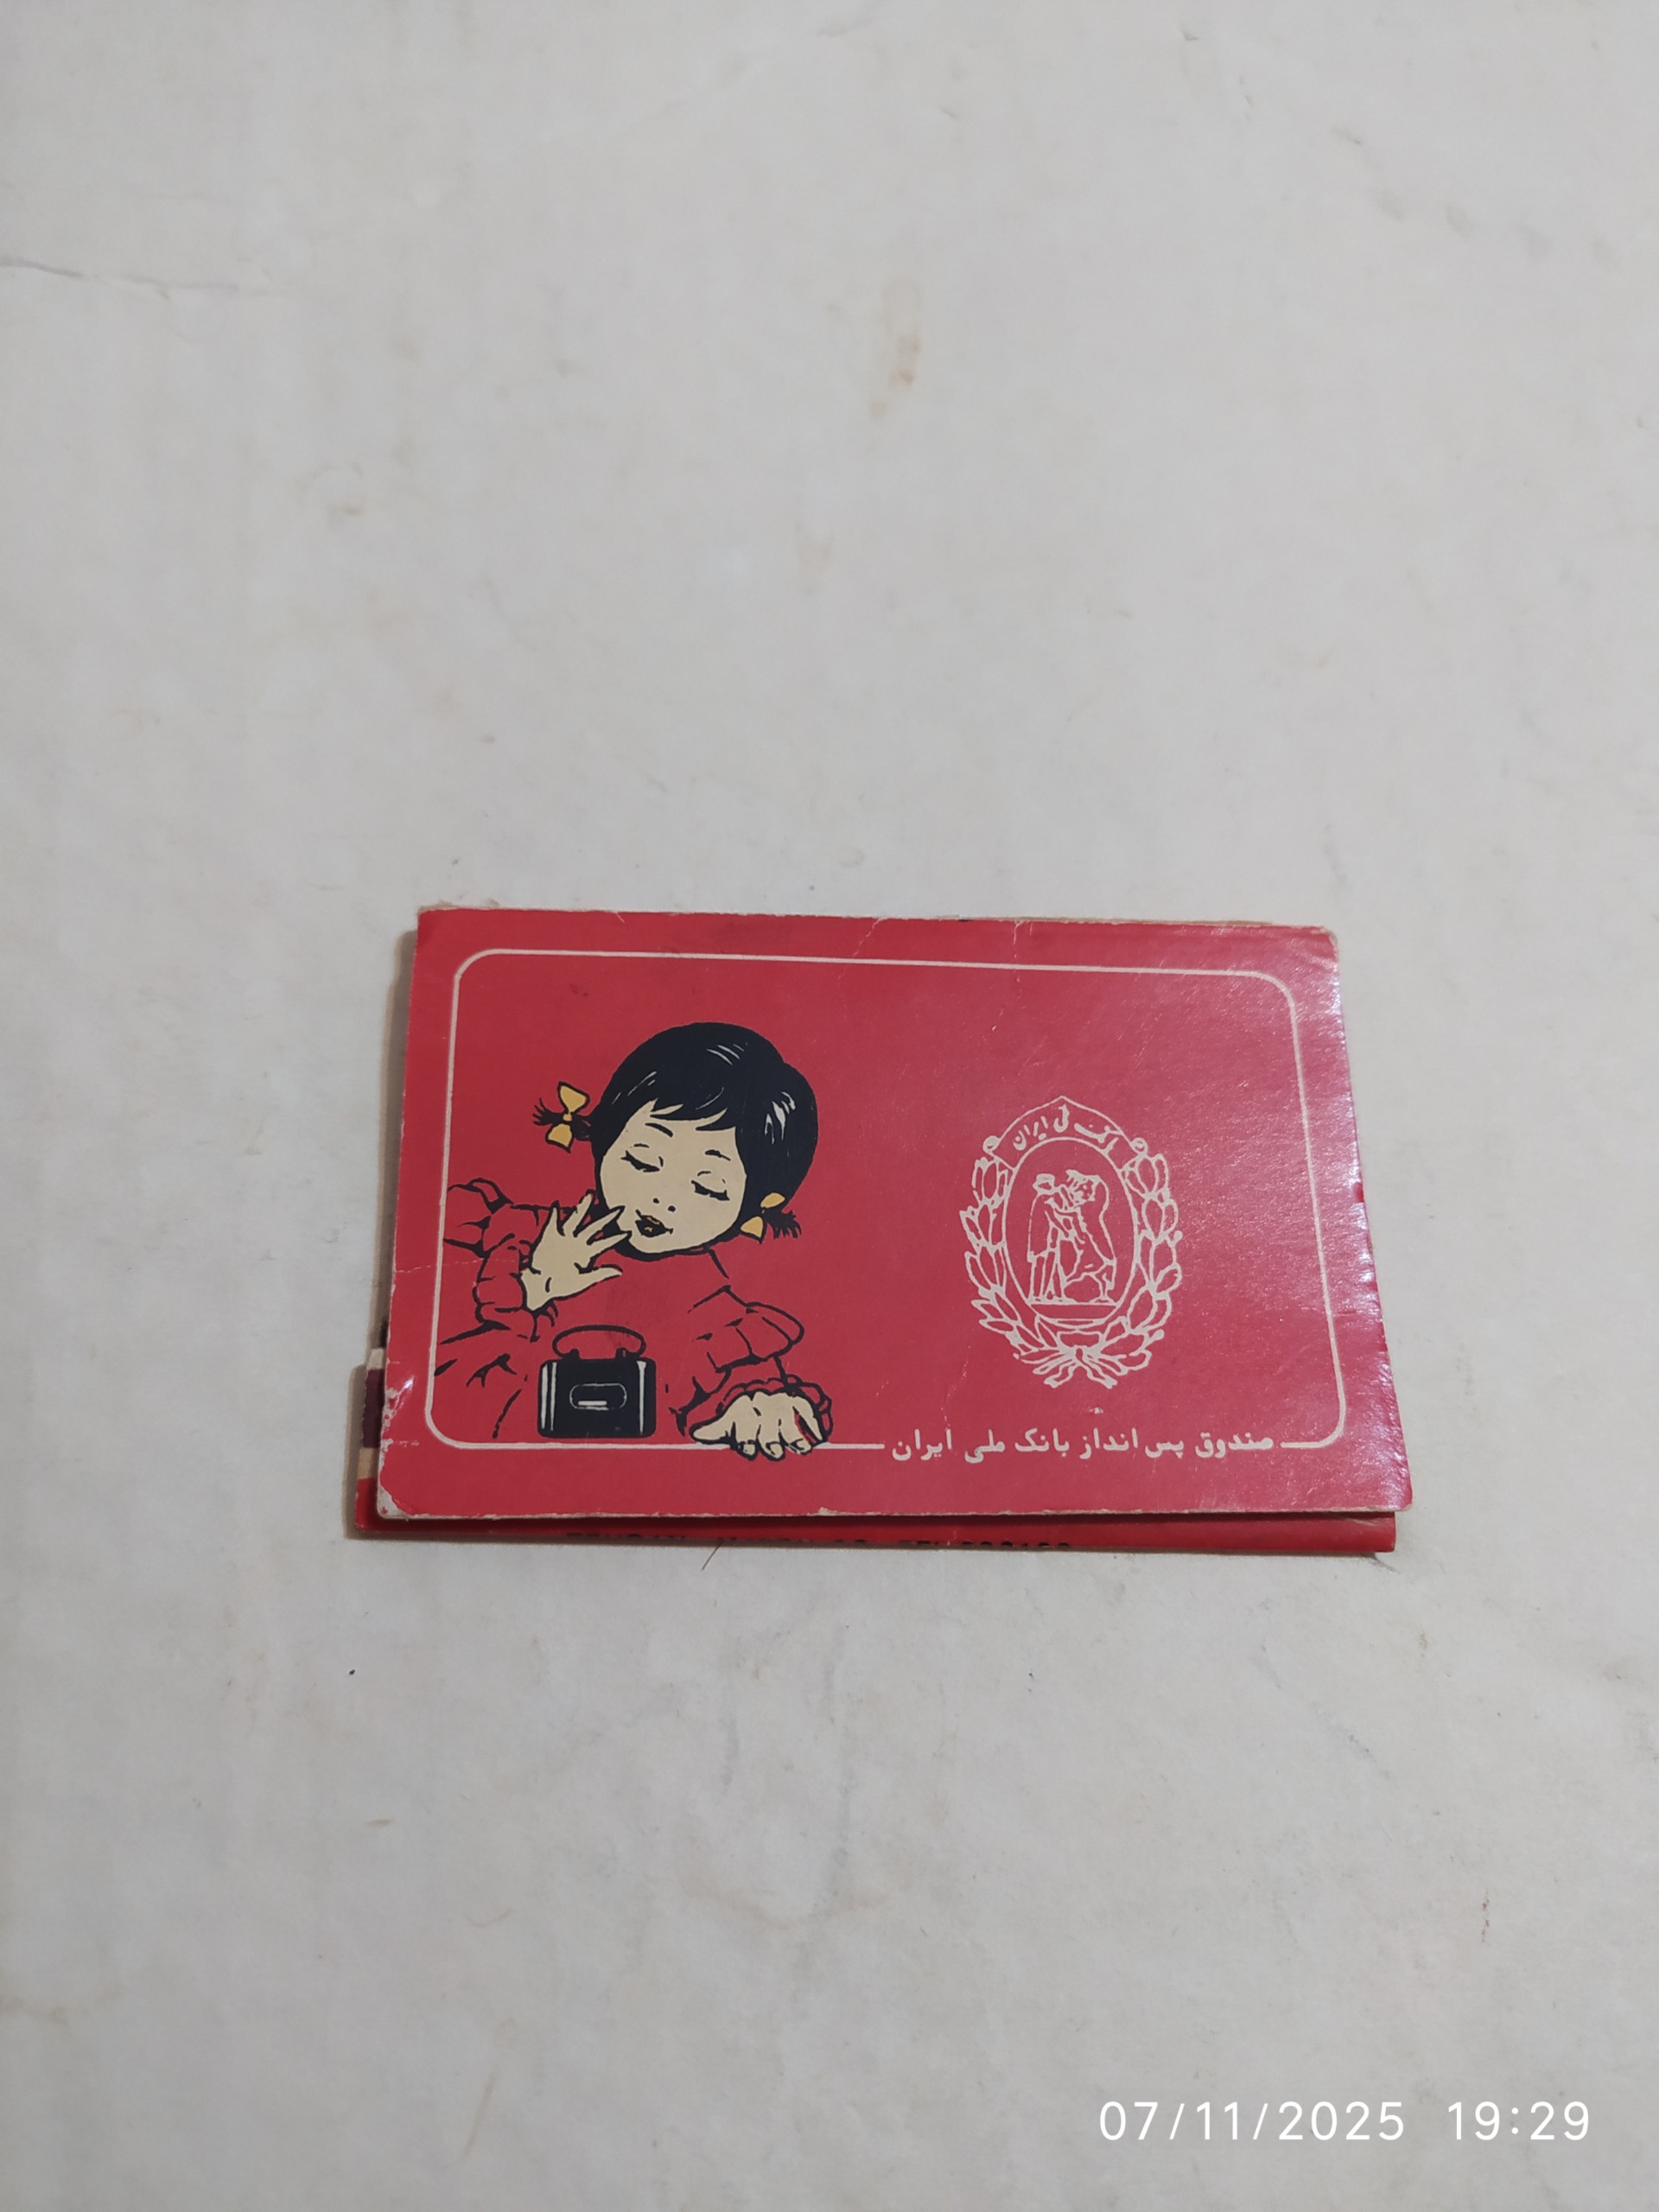 بانک ملی ایران
صندوق پس انداز بانک ملی ایران
07/11/2025 19:29